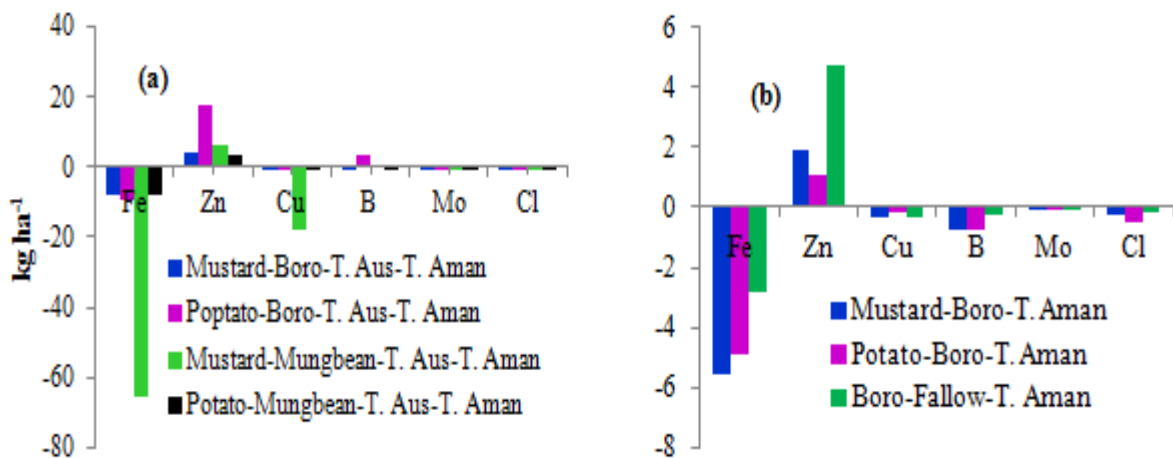 kg ha⁻¹
40
20
0
-20
-40
-60
-80
(a)
Fe Zn Cu B Mo Cl
Mustard-Boro-T. Aus-T. Aman
Poptato-Boro-T. Aus-T. Aman
Mustard-Mungbean-T. Aus-T. Aman
Potato-Mungbean-T. Aus-T. Aman
6
4
2
0
-2
-4
-6
-8
(b)
Fe Zn Cu B Mo Cl
Mustard-Boro-T. Aman
Potato-Boro-T. Aman
Boro-Fallow-T. Aman